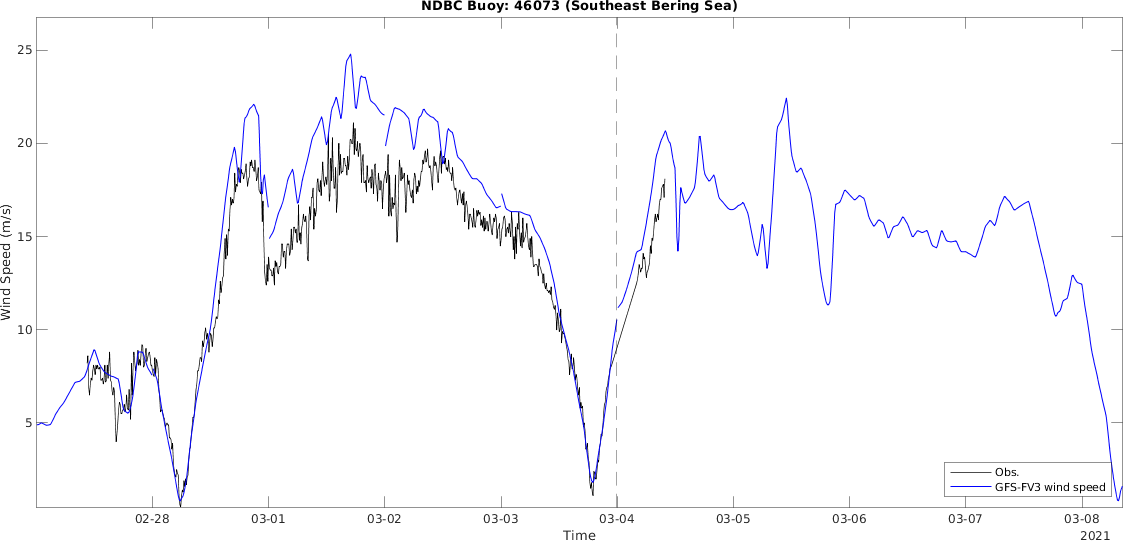 NDBC Buoy: 46073 (Southeast Bering Sea)
Wind Speed (m/s)
25
20
15
10
5
Obs.
GFS-FV3 wind speed
02-28 03-01 03-02 03-03 03-04 03-05 03-06 03-07 03-08
Time
2021